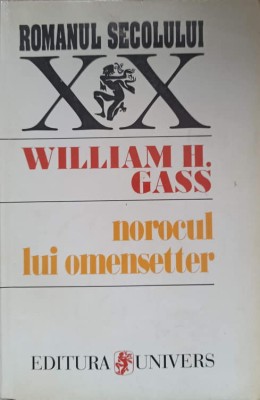 ROMANUL SECOLULUI
XX
WILLIAM H.
GASS
norocul
lui omensetter
EDITURA UNIVERS